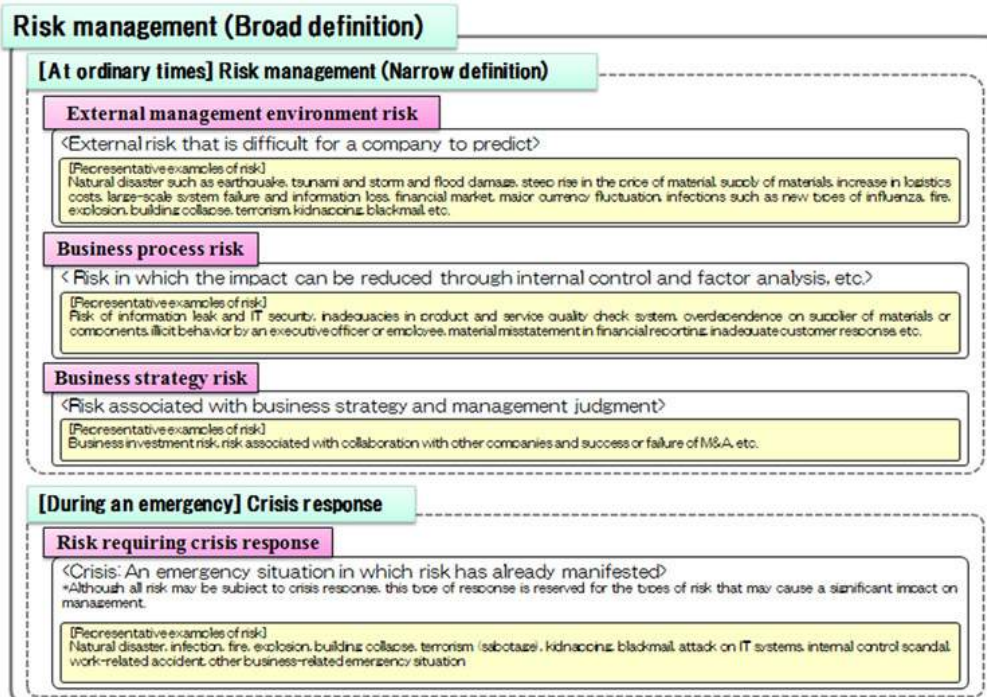 Risk management (Broad definition)
[At ordinary times] Risk management (Narrow definition)
External management environment risk
<External risk that is difficult for a company to predict>
[Representative examples of risk]
Natural disaster such as earthquake, tsunami and storm and flood damage, steep rise in the price of material, supply of materials, increase in logistics
costs, large-scale system failure and information loss, financial market, major currency fluctuation, infections such as new types of influenza, fire,
explosion, building collapse, terrorism, kidnapping, blackmail, etc.
Business process risk
< Risk in which the impact can be reduced through internal control and factor analysis, etc.>
[Representative examples of risk]
Risk of information leak and IT security, inadequacies in product and service quality check system, overdependence on supplier of materials or
components, illicit behavior by an executive officer or employee, material misstatement in financial reporting, inadequate customer response, etc.
Business strategy risk
<Risk associated with business strategy and management judgment>
[Representative examples of risk]
Business investment risk, risk associated with collaboration with other companies and success or failure of M&A, etc.
[During an emergency] Crisis response
Risk requiring crisis response
<Crisis: An emergency situation in which risk has already manifested>
*Although all risk may be subject to crisis response, this type of response is reserved for the types of risk that may cause a significant impact on
management.
[Representative examples of risk]
Natural disaster, infection, fire, explosion, building collapse, terrorism (sabotage), kidnapping, blackmail, attack on IT systems, internal control scandal,
work-related accident, other business-related emergency situation